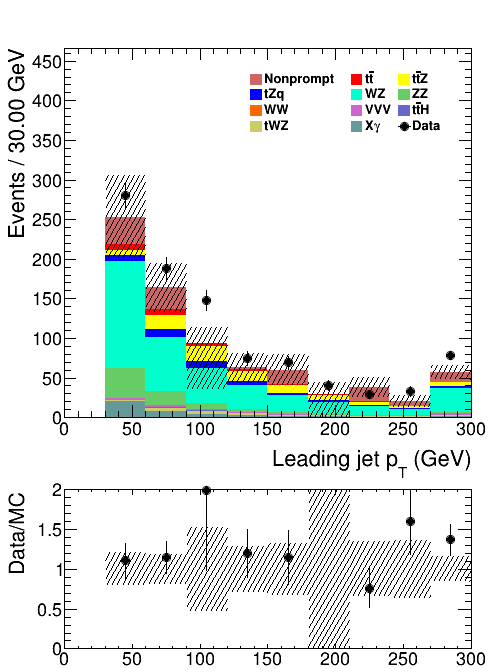 Events / 30.00 GeV
450
400
350
300
250
200
150
100
50
0
Nonprompt tt̄ tt̄Z
tZq WZ ZZ
WW VVV tt̄H
tWZ Xγ Data
0 50 100 150 200 250 300
Leading jet p_T (GeV)
Data/MC
2
1.5
1
0.5
0
0 50 100 150 200 250 300